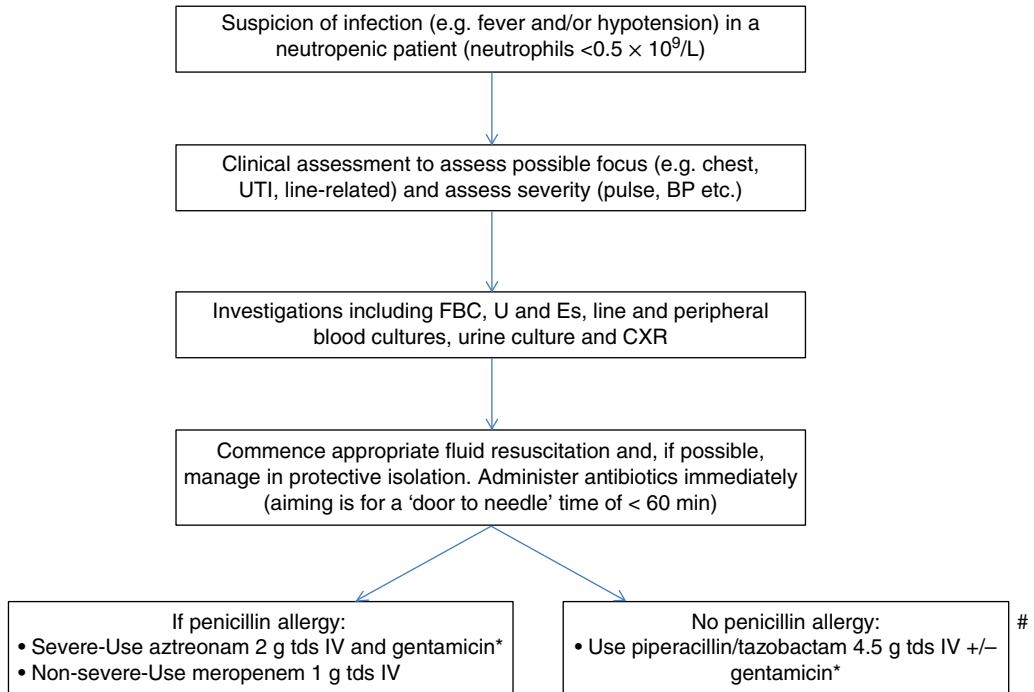 Suspicion of infection (e.g. fever and/or hypotension) in a
neutropenic patient (neutrophils <0.5 × 10⁹/L)
Clinical assessment to assess possible focus (e.g. chest,
UTI, line-related) and assess severity (pulse, BP etc.)
Investigations including FBC, U and Es, line and peripheral
blood cultures, urine culture and CXR
Commence appropriate fluid resuscitation and, if possible,
manage in protective isolation. Administer antibiotics immediately
(aiming is for a ‘door to needle’ time of < 60 min)
If penicillin allergy:
• Severe-Use aztreonam 2 g tds IV and gentamicin*
• Non-severe-Use meropenem 1 g tds IV
No penicillin allergy:
• Use piperacillin/tazobactam 4.5 g tds IV +/–
gentamicin*
#